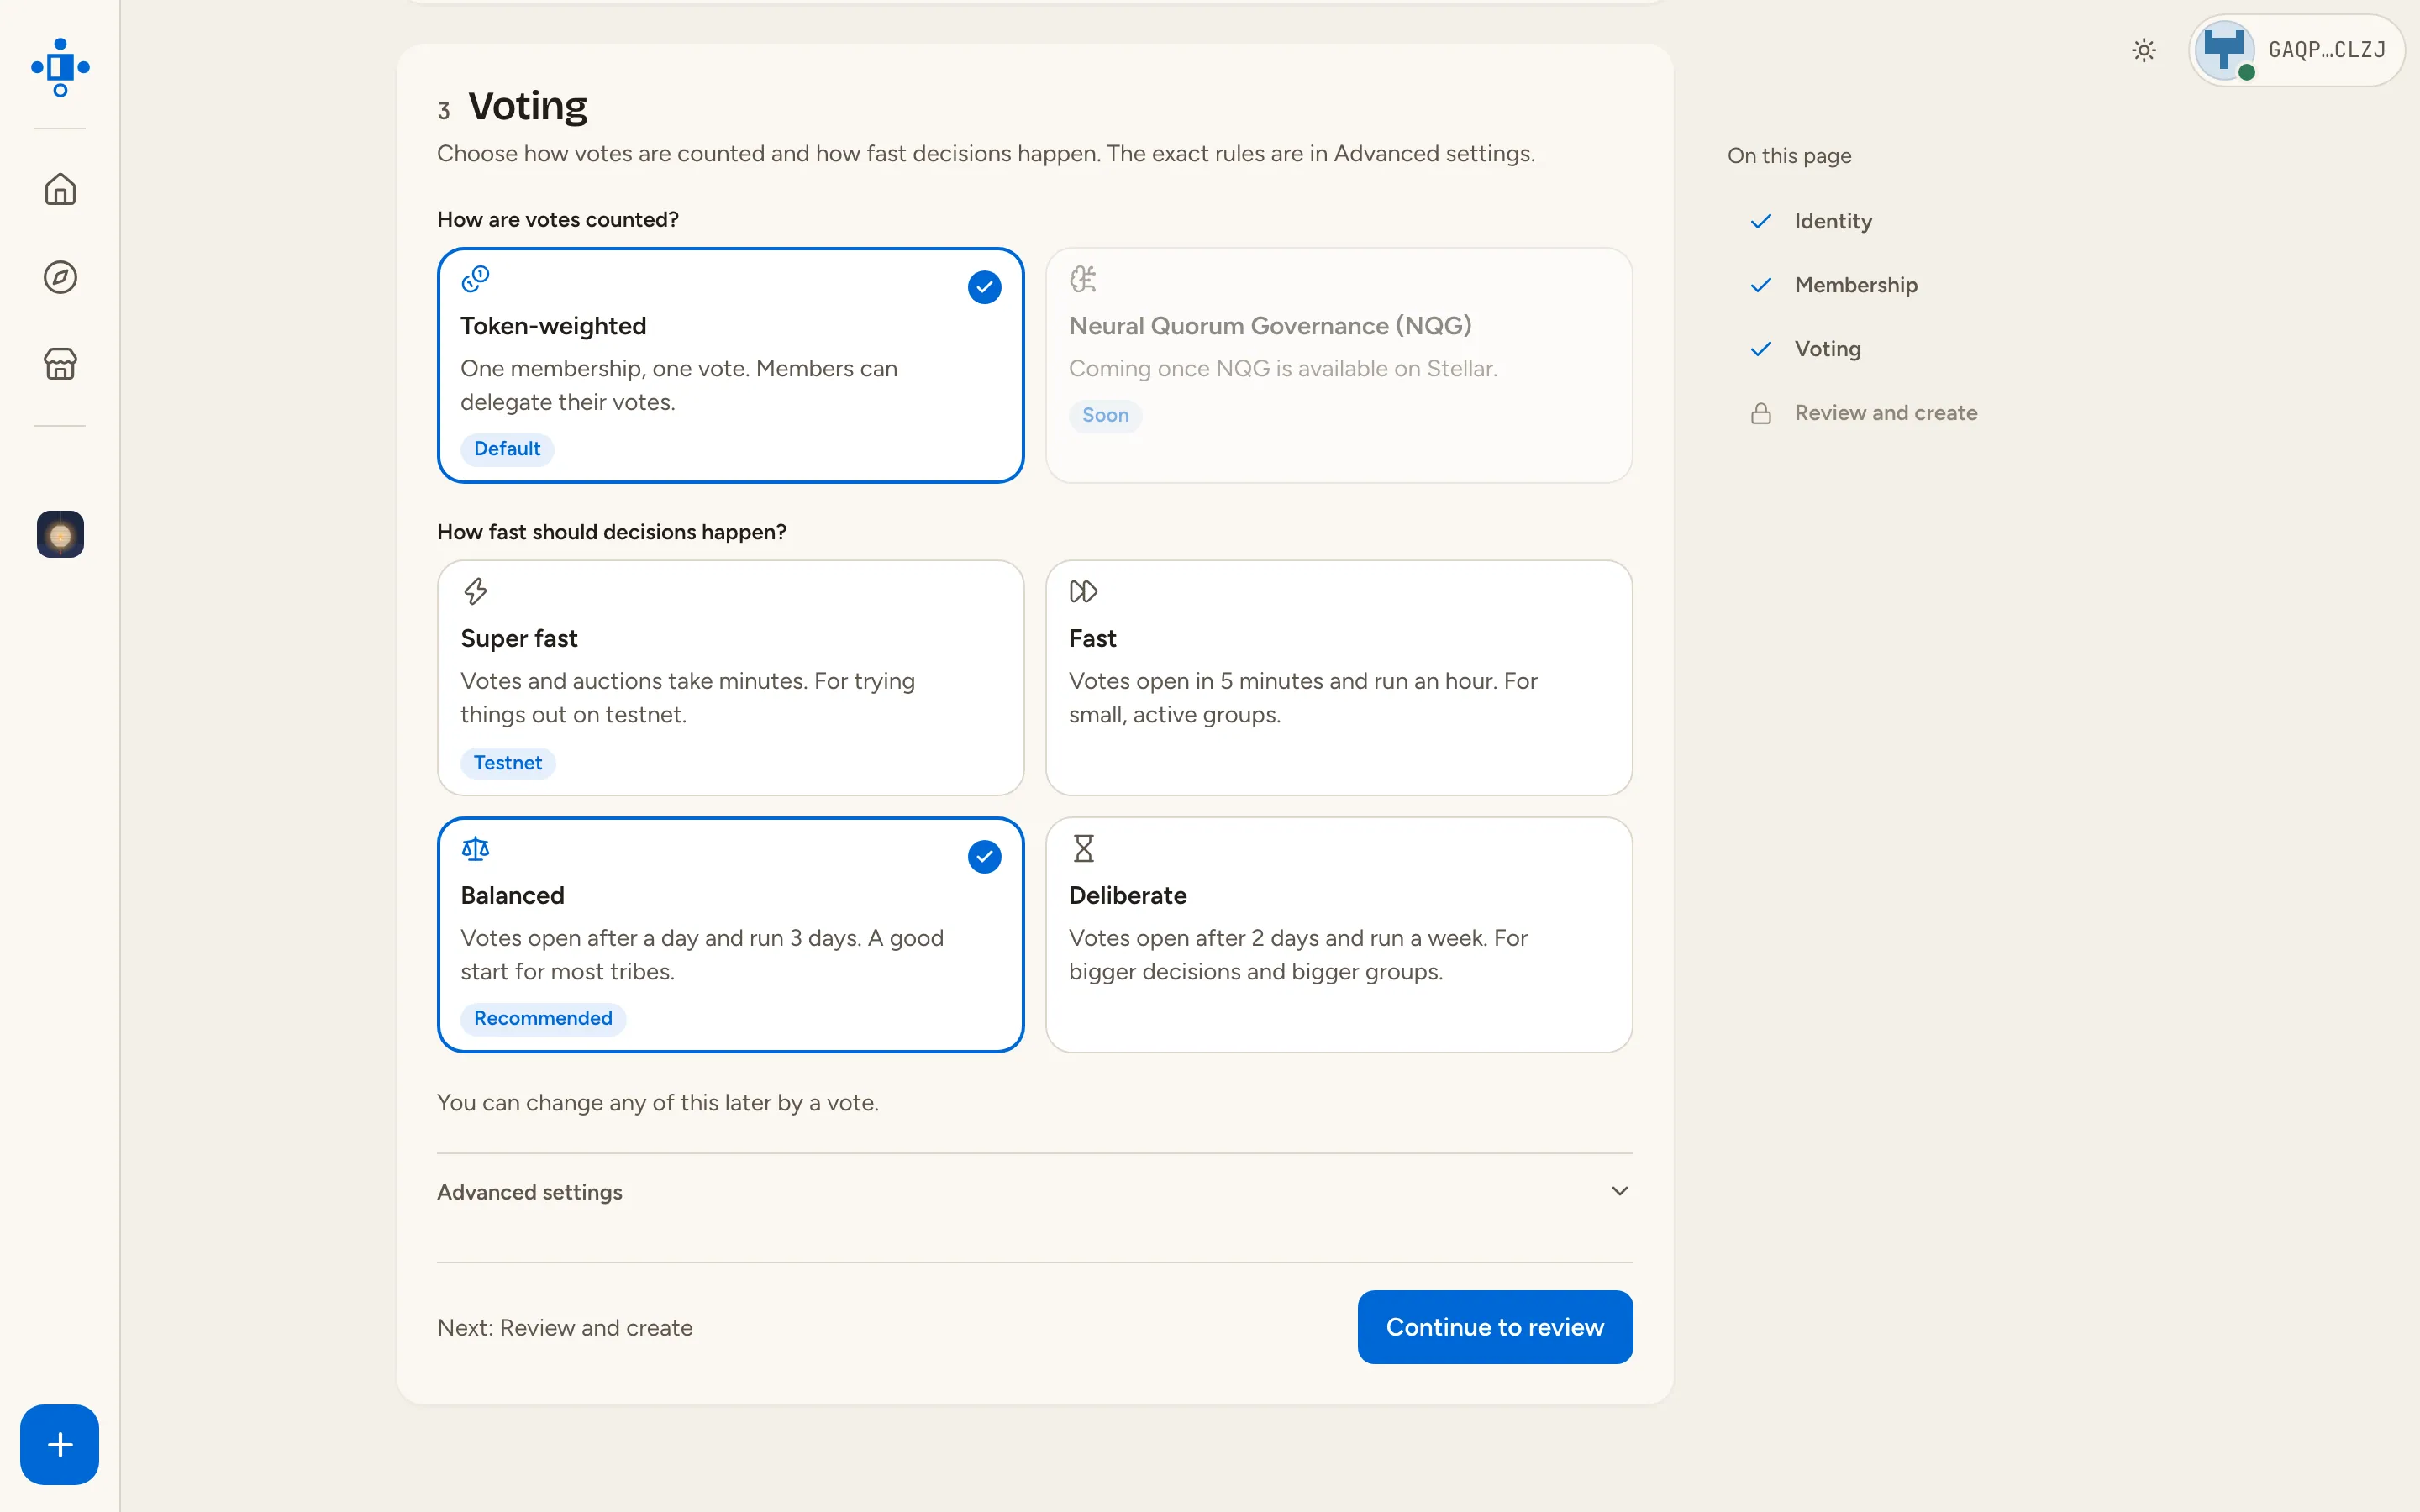 GAQP...CLZJ
3 Voting
Choose how votes are counted and how fast decisions happen. The exact rules are in Advanced settings.
How are votes counted?
Token-weighted
One membership, one vote. Members can
delegate their votes.
Default
Neural Quorum Governance (NQG)
Coming once NQG is available on Stellar.
Soon
How fast should decisions happen?
Super fast
Votes and auctions take minutes. For trying
things out on testnet.
Testnet
Fast
Votes open in 5 minutes and run an hour. For
small, active groups.
Balanced
Votes open after a day and run 3 days. A good
start for most tribes.
Recommended
Deliberate
Votes open after 2 days and run a week. For
bigger decisions and bigger groups.
You can change any of this later by a vote.
Advanced settings
Next: Review and create
Continue to review
On this page
Identity
Membership
Voting
Review and create